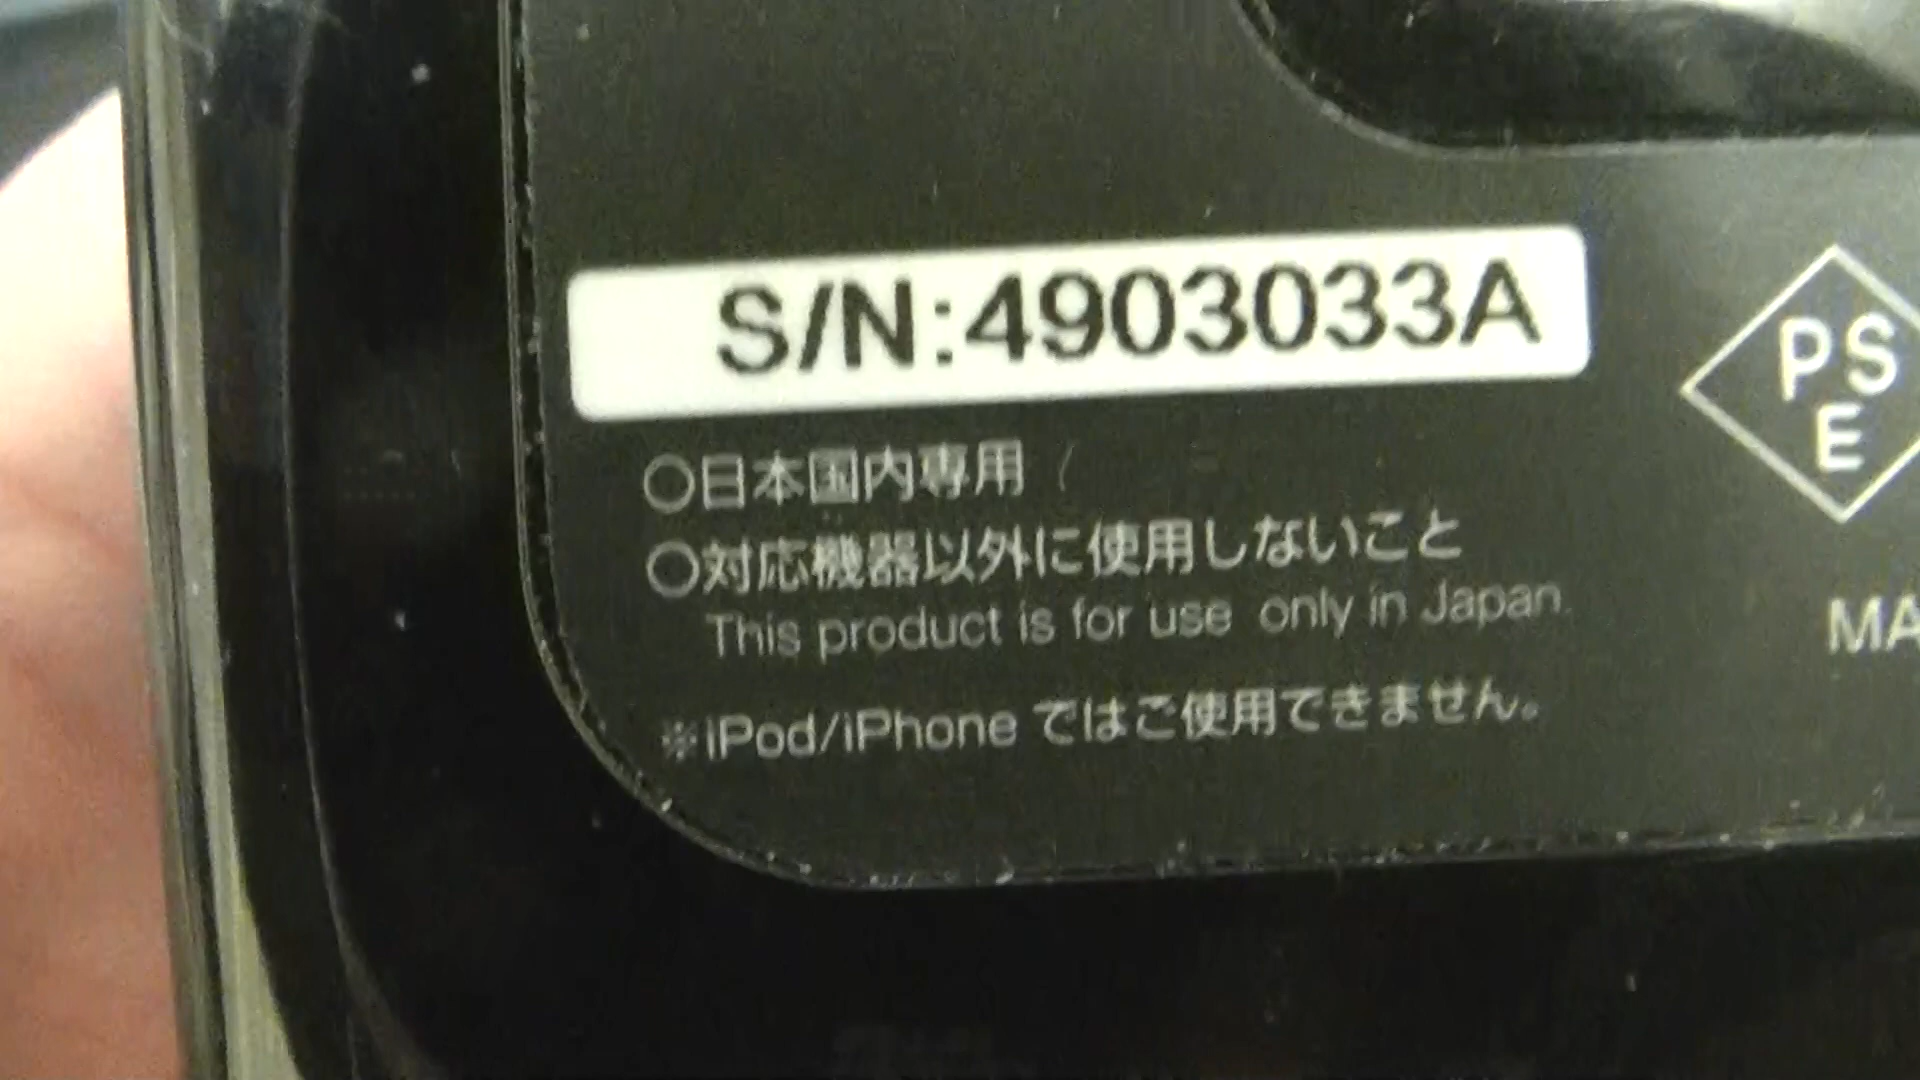 S/N:4903033A
○日本国内専用
○対応機器以外に使用しないこと
This product is for use only in Japan.
※iPod/iPhone ではご使用できません。
PS
E
MA